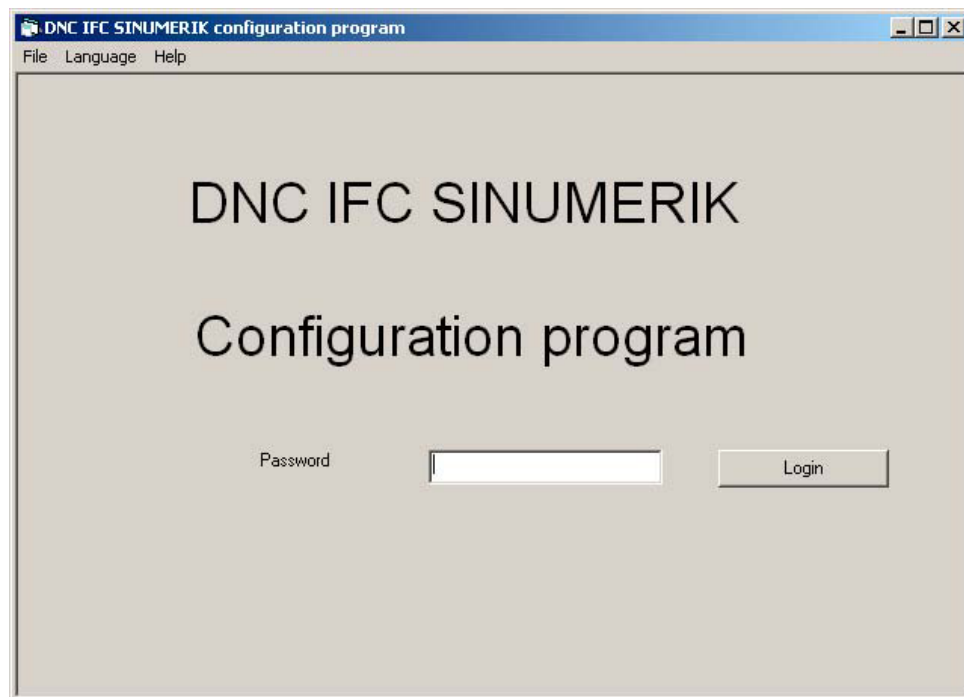 DNC IFC SINUMERIK configuration program
File Language Help
DNC IFC SINUMERIK
Configuration program
Password
Login